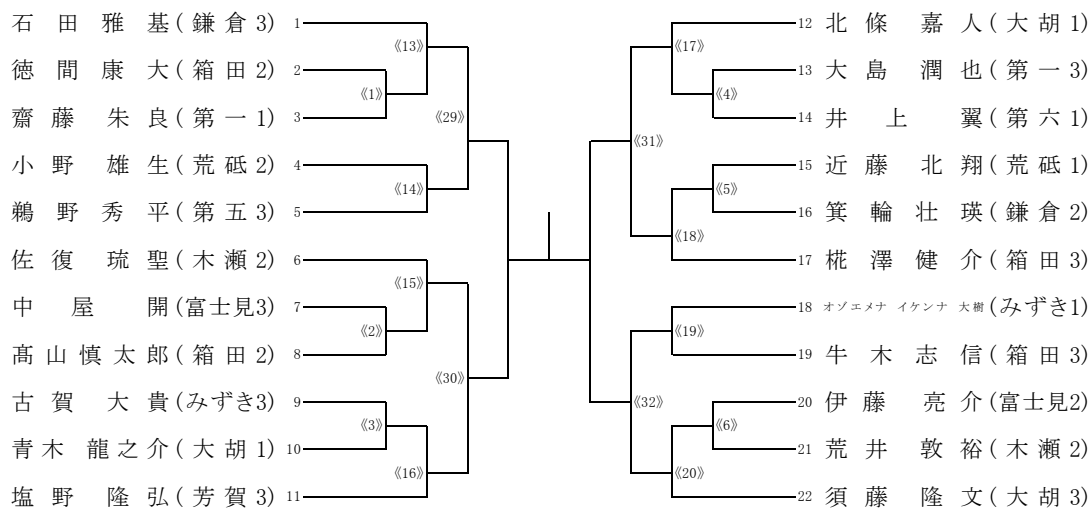 石田雅基(鎌倉3) 1
《13》
徳間康大(箱田2) 2
《1》
齋藤朱良(第一1) 3
《29》
小野雄生(荒砥2) 4
《14》
鵜野秀平(第五3) 5
佐復琉聖(木瀬2) 6
《15》
中屋開(富士見3) 7
《2》
髙山慎太郎(箱田2) 8
《30》
古賀大貴(みずき3) 9
《3》
青木龍之介(大胡1) 10
《16》
塩野隆弘(芳賀3) 11
12 北條嘉人(大胡1)
《17》
13 大島潤也(第一3)
《4》
14 井上翼(第六1)
《31》
15 近藤北翔(荒砥1)
《5》
16 箕輪壮瑛(鎌倉2)
《18》
17 椛澤健介(箱田3)
18 オゾエメナ イケンナ 大樹(みずき1)
《19》
19 牛木志信(箱田3)
《32》
20 伊藤亮介(富士見2)
《6》
21 荒井敦裕(木瀬2)
《20》
22 須藤隆文(大胡3)